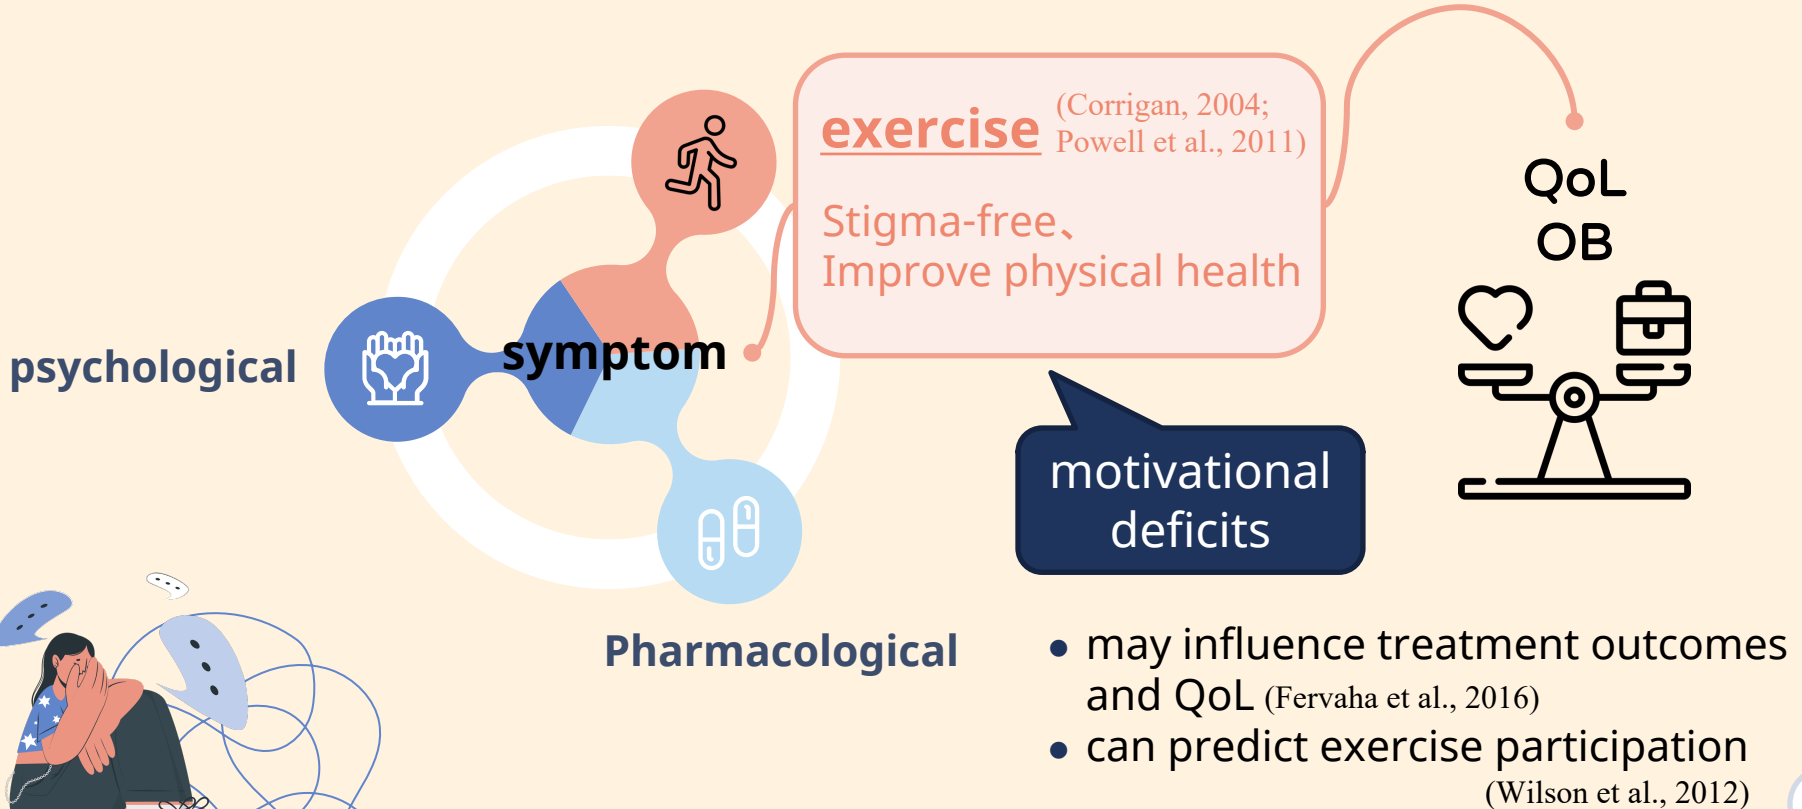 exercise (Corrigan, 2004;
Powell et al., 2011)
Stigma-free、
Improve physical health
QoL
OB
psychological
symptom
motivational
deficits
Pharmacological
• may influence treatment outcomes
and QoL (Fervaha et al., 2016)
• can predict exercise participation
(Wilson et al., 2012)